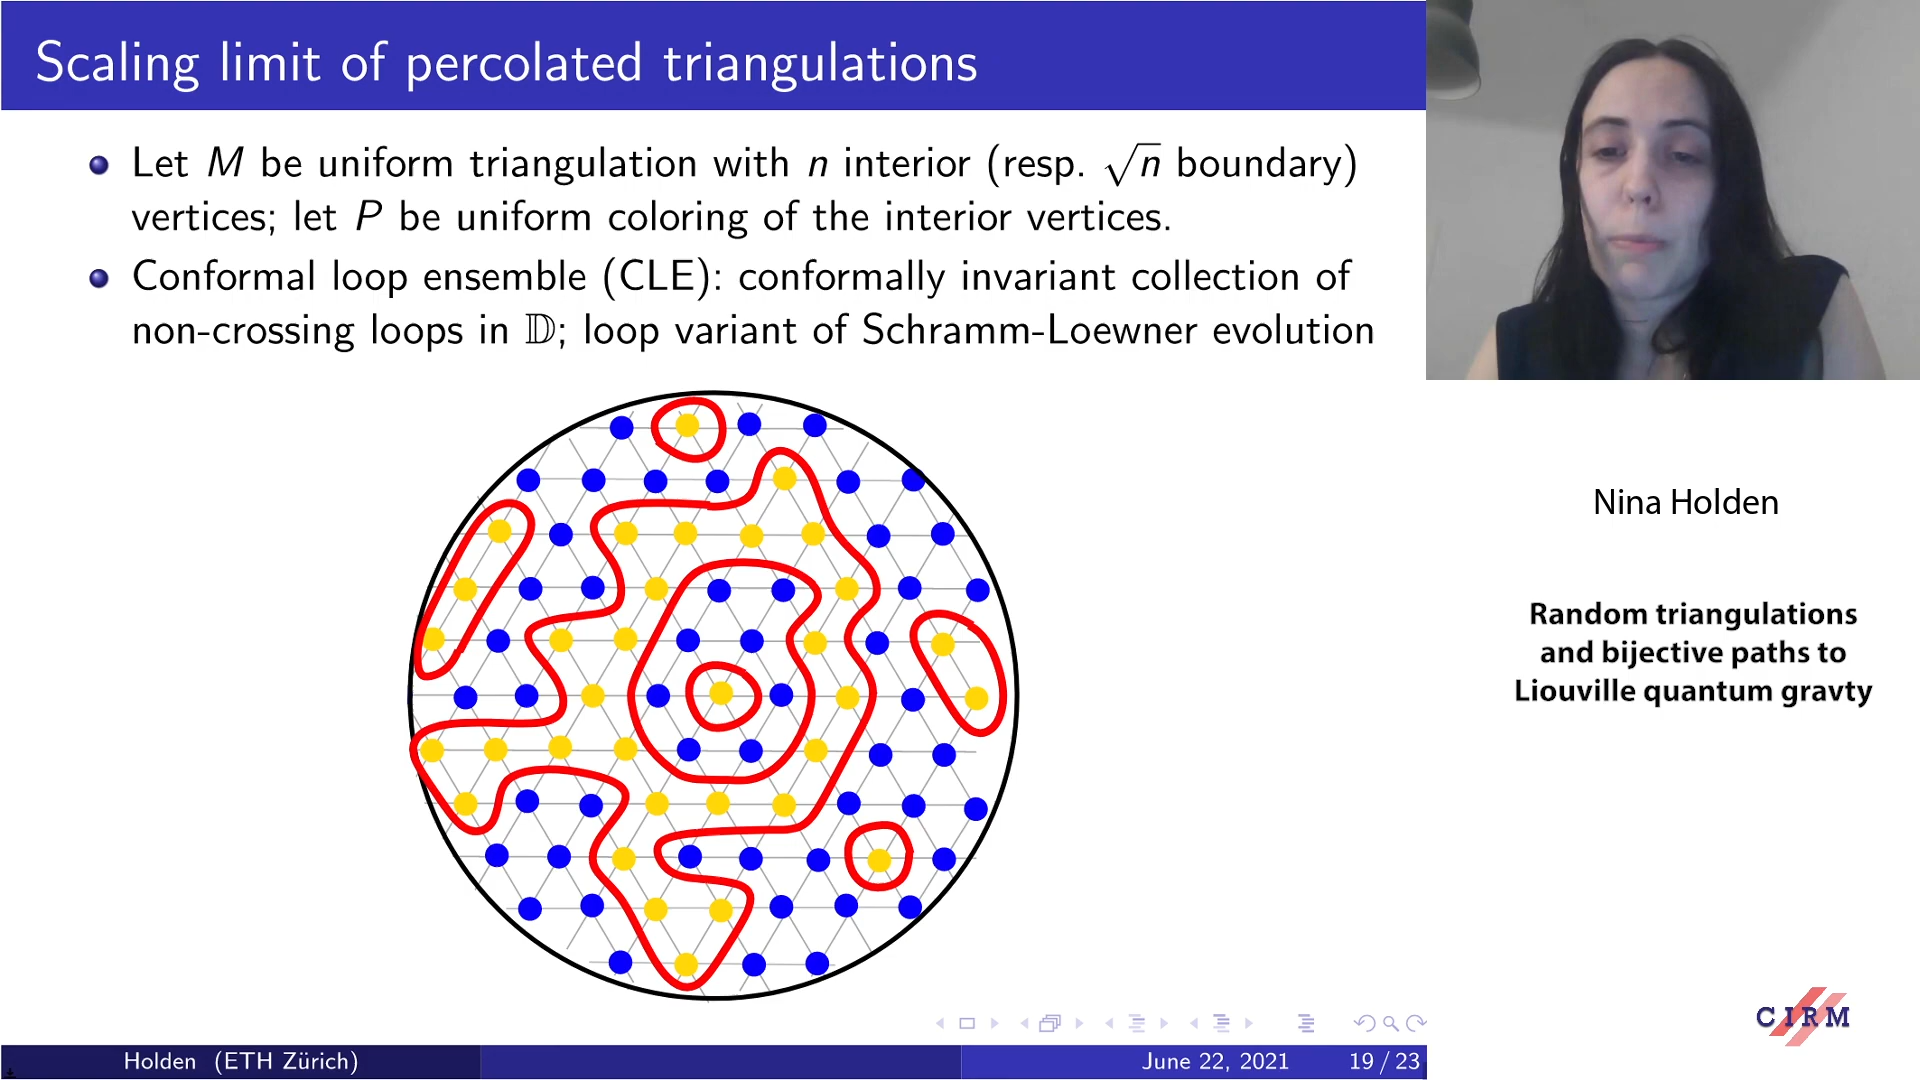 Scaling limit of percolated triangulations
Let M be uniform triangulation with n interior (resp. √n boundary)
vertices; let P be uniform coloring of the interior vertices.
Conformal loop ensemble (CLE): conformally invariant collection of
non-crossing loops in 𝔻; loop variant of Schramm-Loewner evolution
Nina Holden
Random triangulations
and bijective paths to
Liouville quantum gravty
CIRM
Holden (ETH Zürich)
June 22, 2021
19 / 23